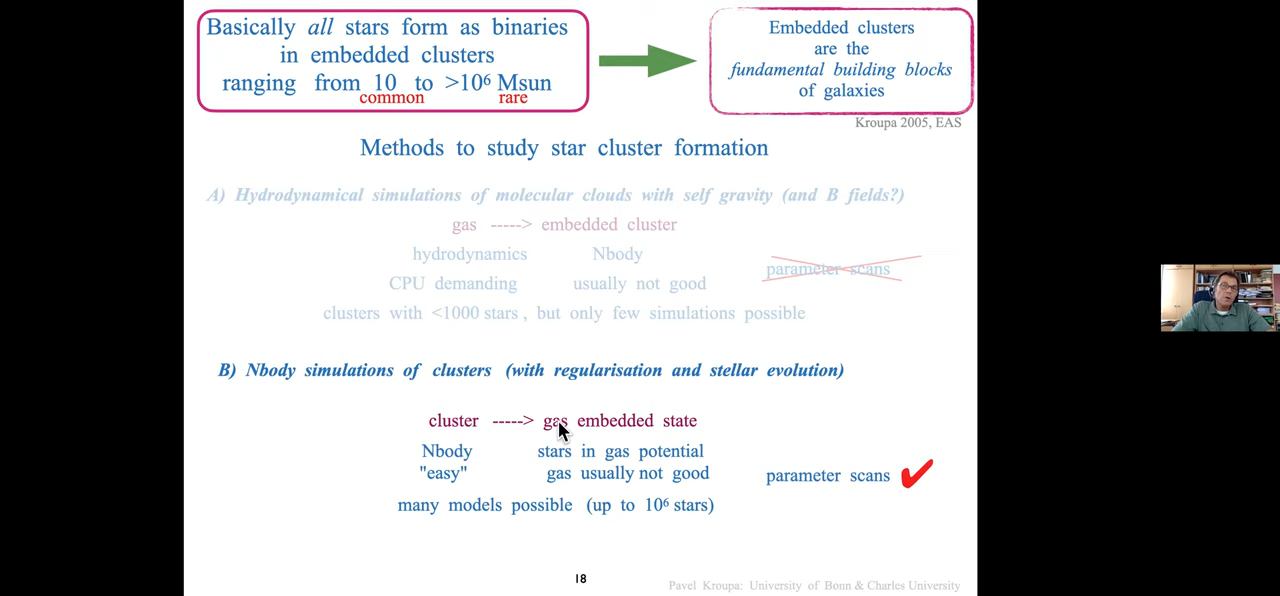 Basically all stars form as binaries
in embedded clusters
ranging from 10 to >10⁶ Msun
common rare
Embedded clusters
are the
fundamental building blocks
of galaxies
Kroupa 2005, EAS
Methods to study star cluster formation
A) Hydrodynamical simulations of molecular clouds with self gravity (and B fields?)
gas -----> embedded cluster
hydrodynamics Nbody
CPU demanding usually not good
parameter scans
clusters with <1000 stars , but only few simulations possible
B) Nbody simulations of clusters (with regularisation and stellar evolution)
cluster -----> gas embedded state
Nbody stars in gas potential
"easy" gas usually not good
parameter scans
many models possible (up to 10⁶ stars)
18
Pavel Kroupa: University of Bonn & Charles University